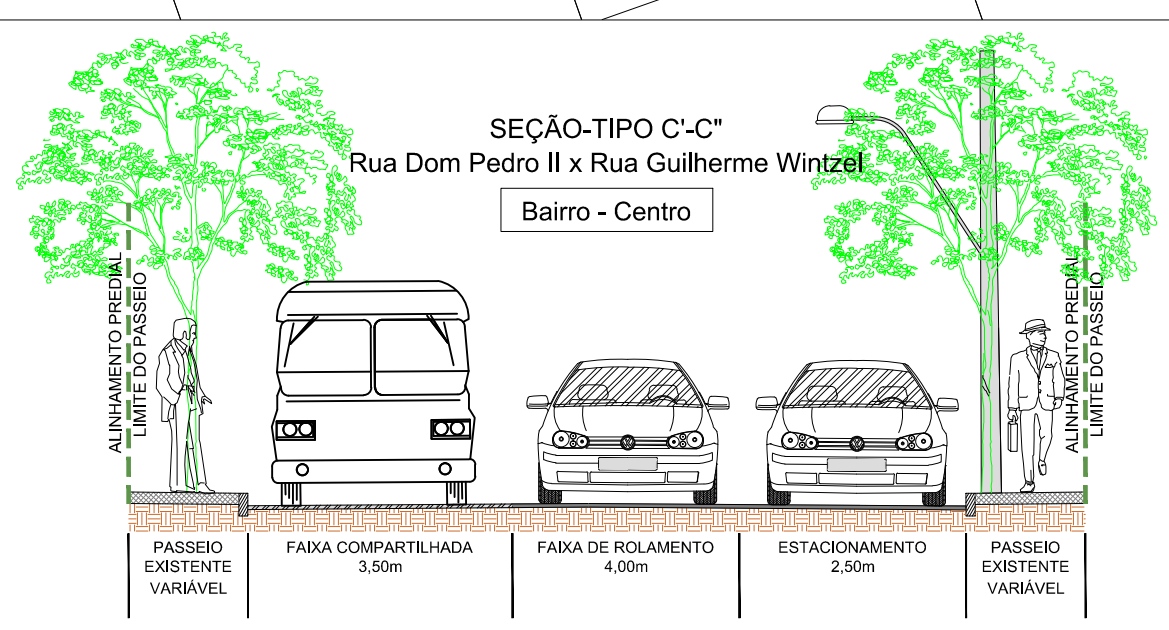 SEÇÃO-TIPO C'-C"
Rua Dom Pedro II x Rua Guilherme Wintzel
Bairro - Centro
ALINHAMENTO PREDIAL
LIMITE DO PASSEIO
ALINHAMENTO PREDIAL
LIMITE DO PASSEIO
PASSEIO
EXISTENTE
VARIÁVEL
FAIXA COMPARTILHADA
3,50m
FAIXA DE ROLAMENTO
4,00m
ESTACIONAMENTO
2,50m
PASSEIO
EXISTENTE
VARIÁVEL